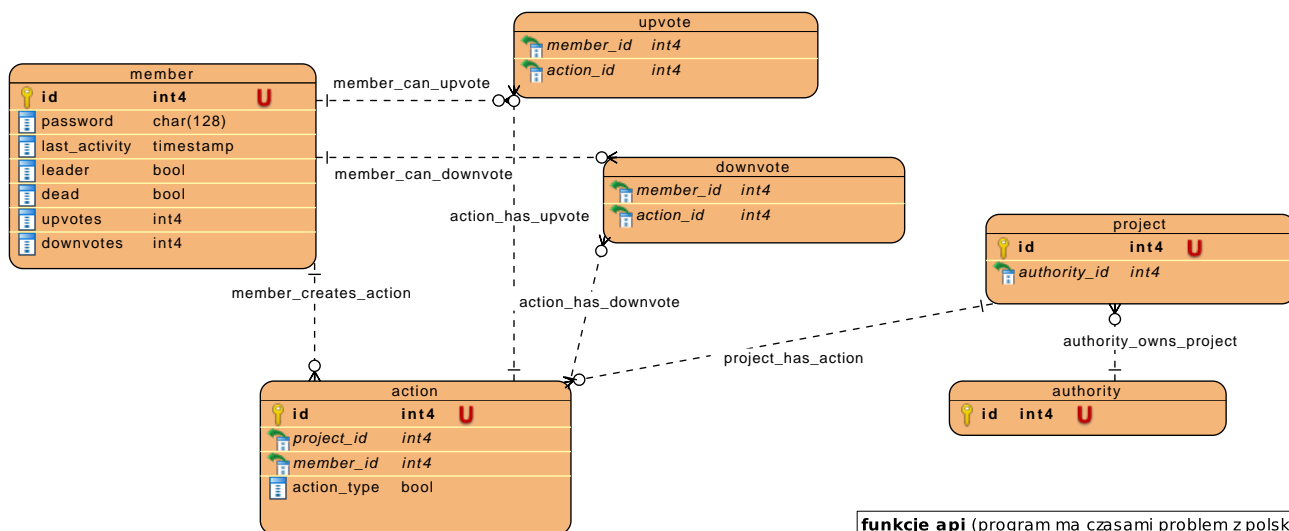 upvote
member_id int4
action_id int4
member
id int4 U
password char(128)
last_activity timestamp
leader bool
dead bool
upvotes int4
downvotes int4
member_can_upvote
member_can_downvote
downvote
member_id int4
action_id int4
action_has_upvote
project
id int4 U
authority_id int4
member_creates_action
action_has_downvote
project_has_action
authority_owns_project
action
id int4 U
project_id int4
member_id int4
action_type bool
authority
id int4 U
funkcje api (program ma czasami problem z polsk